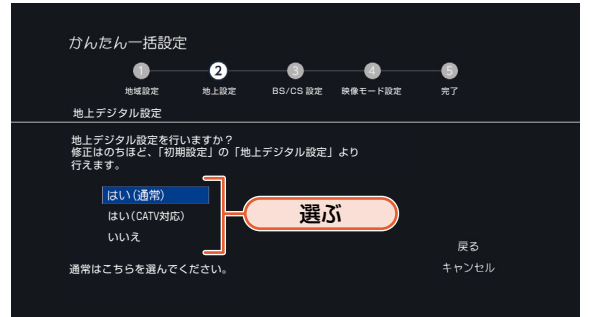 かんたん一括設定
1 2 3 4 5
地域設定 地上設定 BS/CS 設定 映像モード設定 完了
地上デジタル設定
地上デジタル設定を行いますか?
修正はのちほど、「初期設定」の「地上デジタル設定」より
行えます。
はい(通常)
はい(CATV対応)
いいえ
選ぶ
通常はこちらを選んでください。
戻る
キャンセル